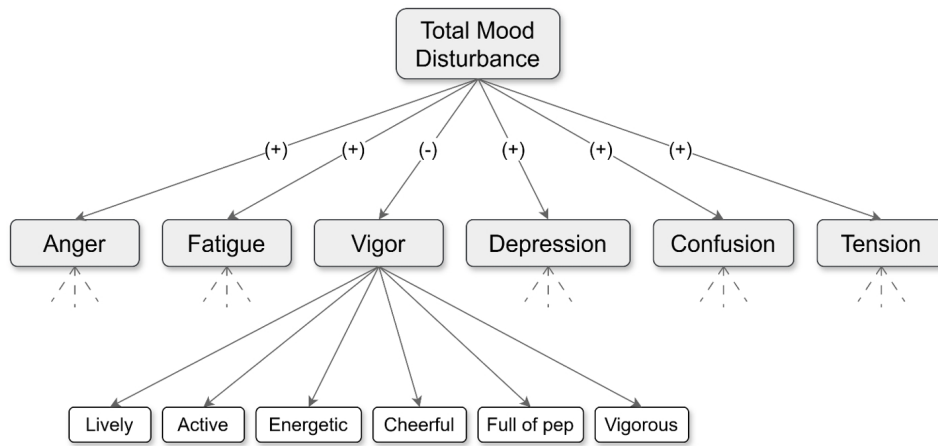 Total Mood
Disturbance
(+) (+) (-) (+) (+) (+)
Anger Fatigue Vigor Depression Confusion Tension
Lively Active Energetic Cheerful Full of pep Vigorous